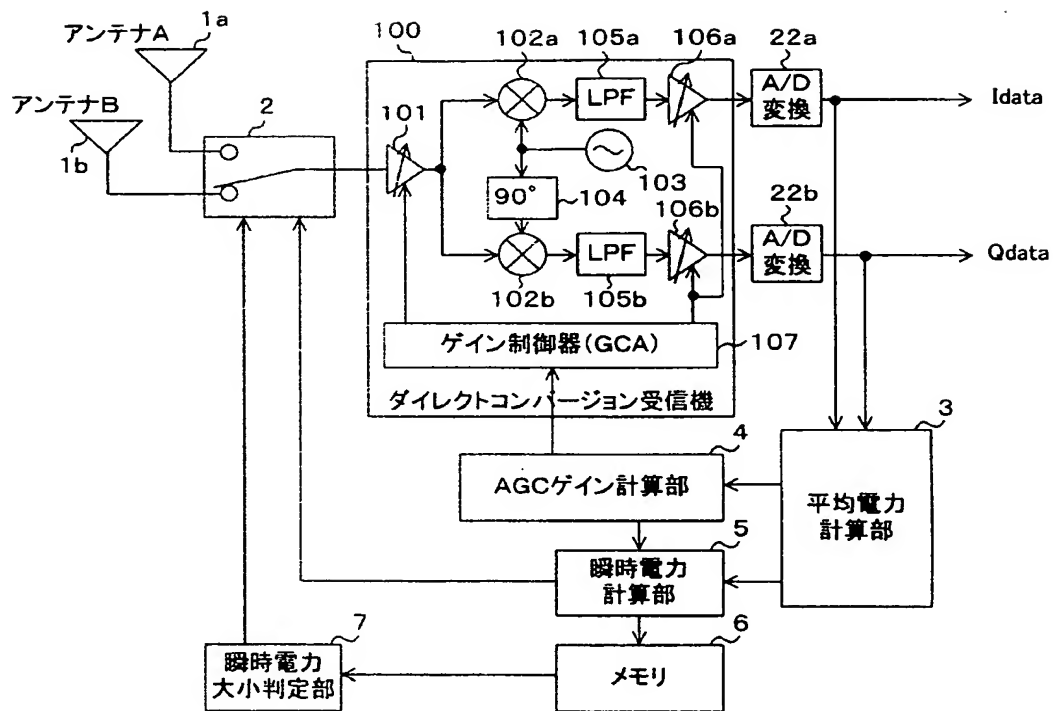 1a
アンテナA
アンテナB
1b
2
100
101
102a
105a
106a
22a
LPF
A/D
変換
Idata
103
90°
104
106b
22b
LPF
A/D
変換
Qdata
102b
105b
ゲイン制御器(GCA)
107
ダイレクトコンバージョン受信機
3
平均電力
計算部
4
AGCゲイン計算部
5
瞬時電力
計算部
7
瞬時電力
大小判定部
6
メモリ